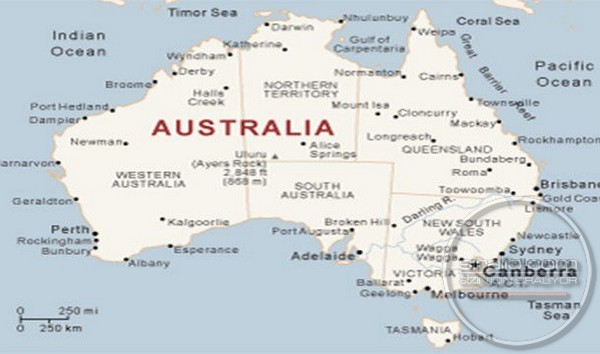 Timor Sea
Darwin
Nhulunbuy
Coral Sea
Indian
Ocean
Katherine
Gulf of
Carpentaria
Weipa
Great
Barrier
Reef
Wyndham
Derby
Normanton
Cairns
Pacific
Ocean
Broome
Halls
Creek
NORTHERN
TERRITORY
Mount Isa
Cloncurry
Townsville
Port Hedland
Dampier
AUSTRALIA
Mackay
Newman
Uluru
(Ayers Rock)
2,848 ft
(868 m)
Alice
Springs
Longreach
QUEENSLAND
Rockhampton
Bundaberg
arnarvon
WESTERN
AUSTRALIA
SOUTH
AUSTRALIA
Roma
Toowoomba
Brisbane
Gold Coast
Lismore
Geraldton
Kalgoorlie
Broken Hill
Darling R.
NEW SOUTH
WALES
Perth
Rockingham
Bunbury
Port Augusta
Newcastle
Esperance
Adelaide
Wagga
Wagga
Sydney
Wollongong
Albany
VICTORIA
Canberra
A.C.T.
Ballarat
Geelong
Melbourne
Tasman
Sea
0 250 mi
0 250 km
TASMANIA
Hobart